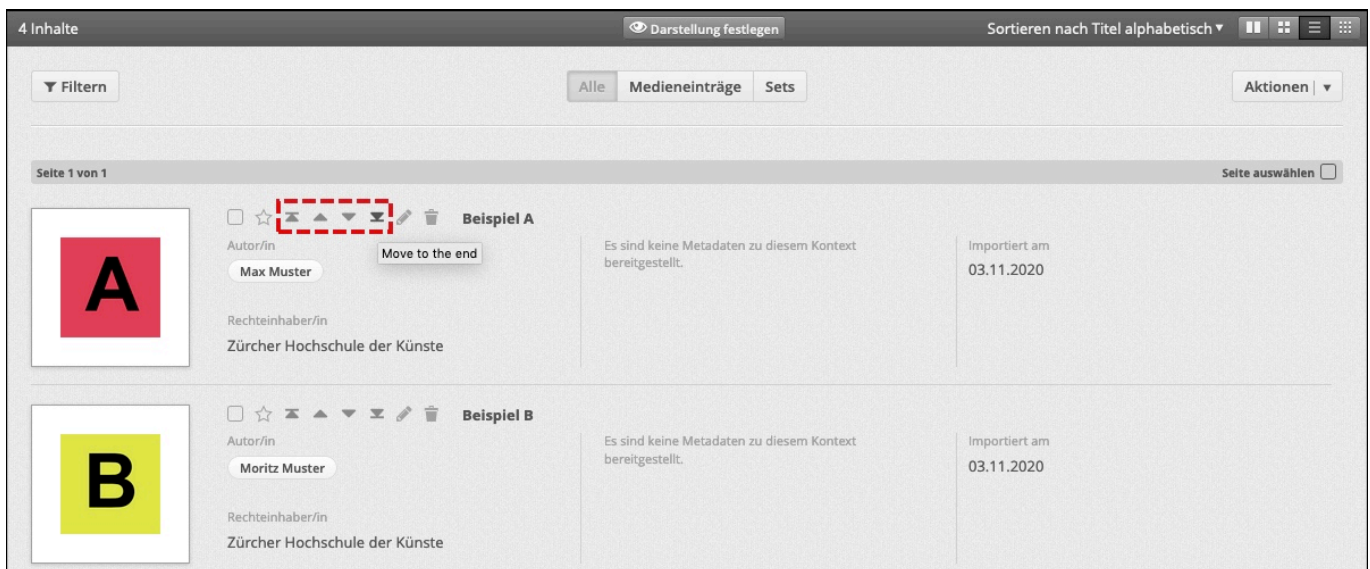 4 Inhalte
Darstellung festlegen
Sortieren nach Titel alphabetisch
Filtern
Alle
Medieneinträge
Sets
Aktionen
Seite 1 von 1
Seite auswählen
A
Beispiel A
Move to the end
Autor/in
Max Muster
Rechteinhaber/in
Zürcher Hochschule der Künste
Es sind keine Metadaten zu diesem Kontext
bereitgestellt.
Importiert am
03.11.2020
B
Beispiel B
Autor/in
Moritz Muster
Rechteinhaber/in
Zürcher Hochschule der Künste
Es sind keine Metadaten zu diesem Kontext
bereitgestellt.
Importiert am
03.11.2020